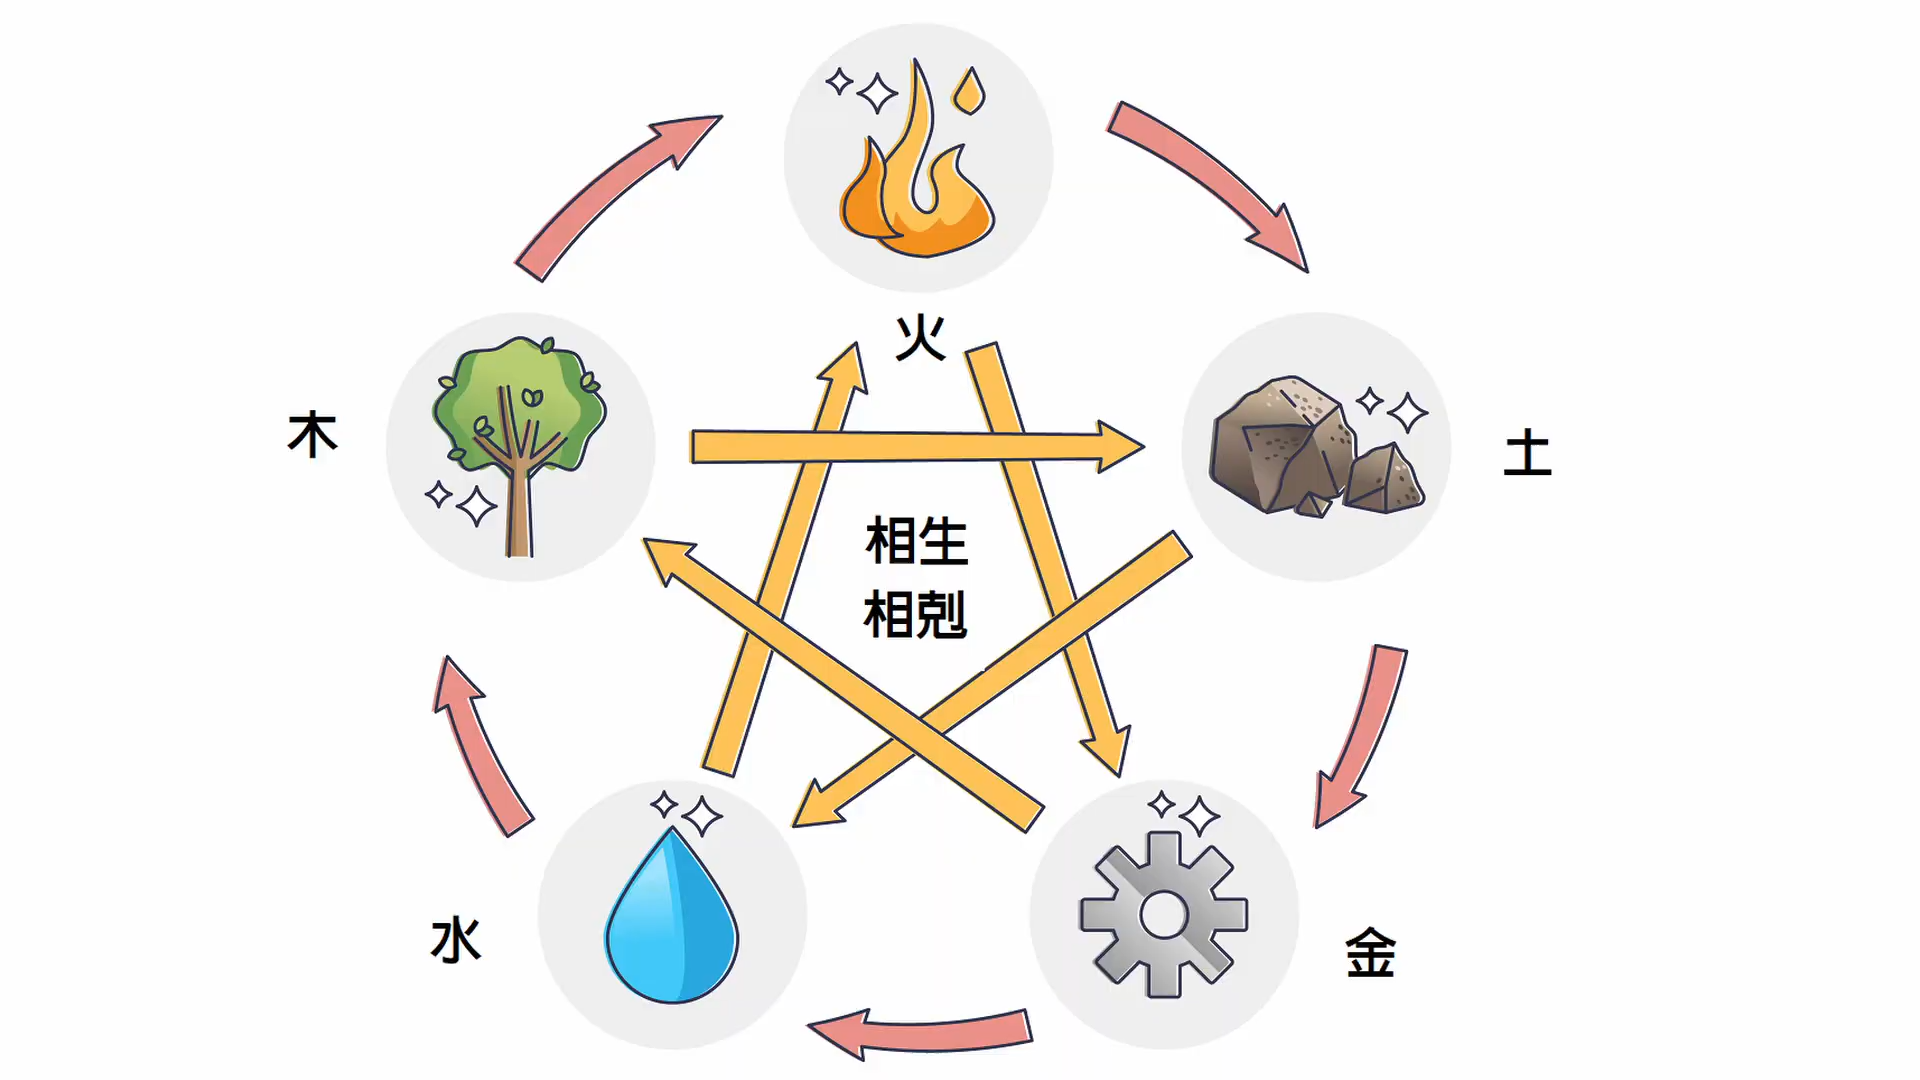 火
木
土
相生
相剋
水
金